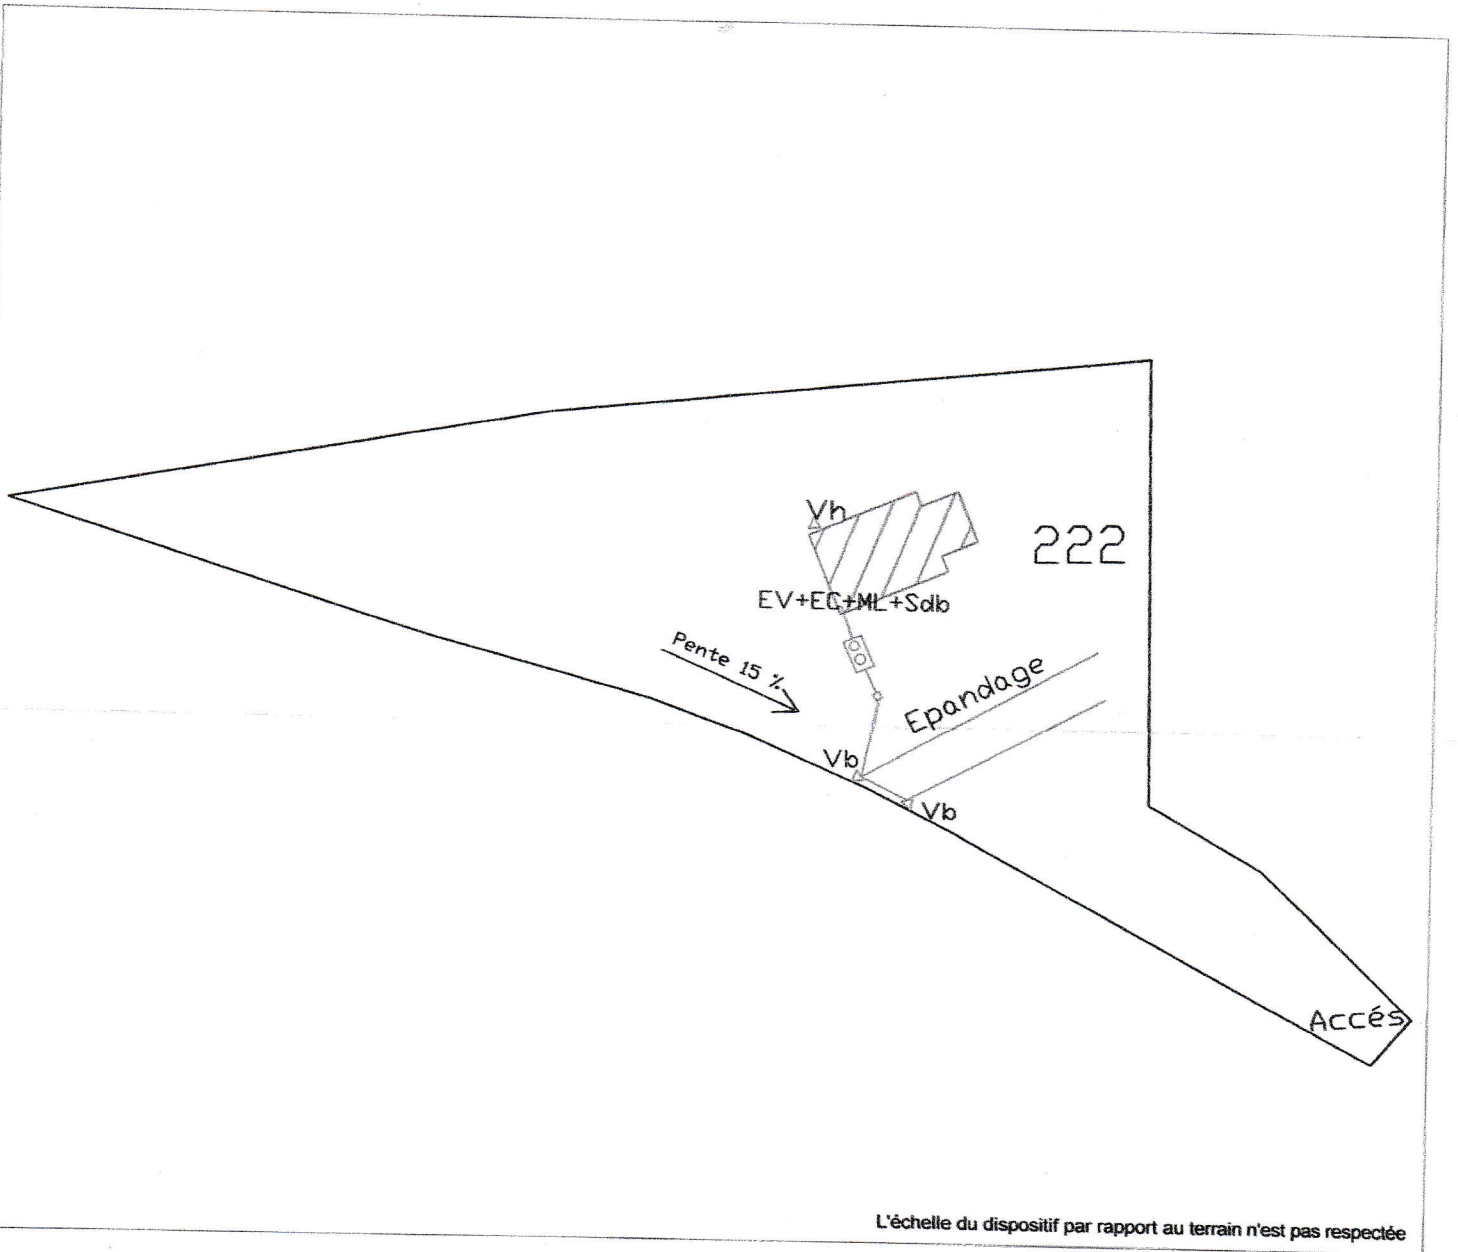 Vh
222
EV+EC+ML+Sdb
Pente 15 %
Epandage
Vb
Vb
Accés
L'échelle du dispositif par rapport au terrain n'est pas respectée